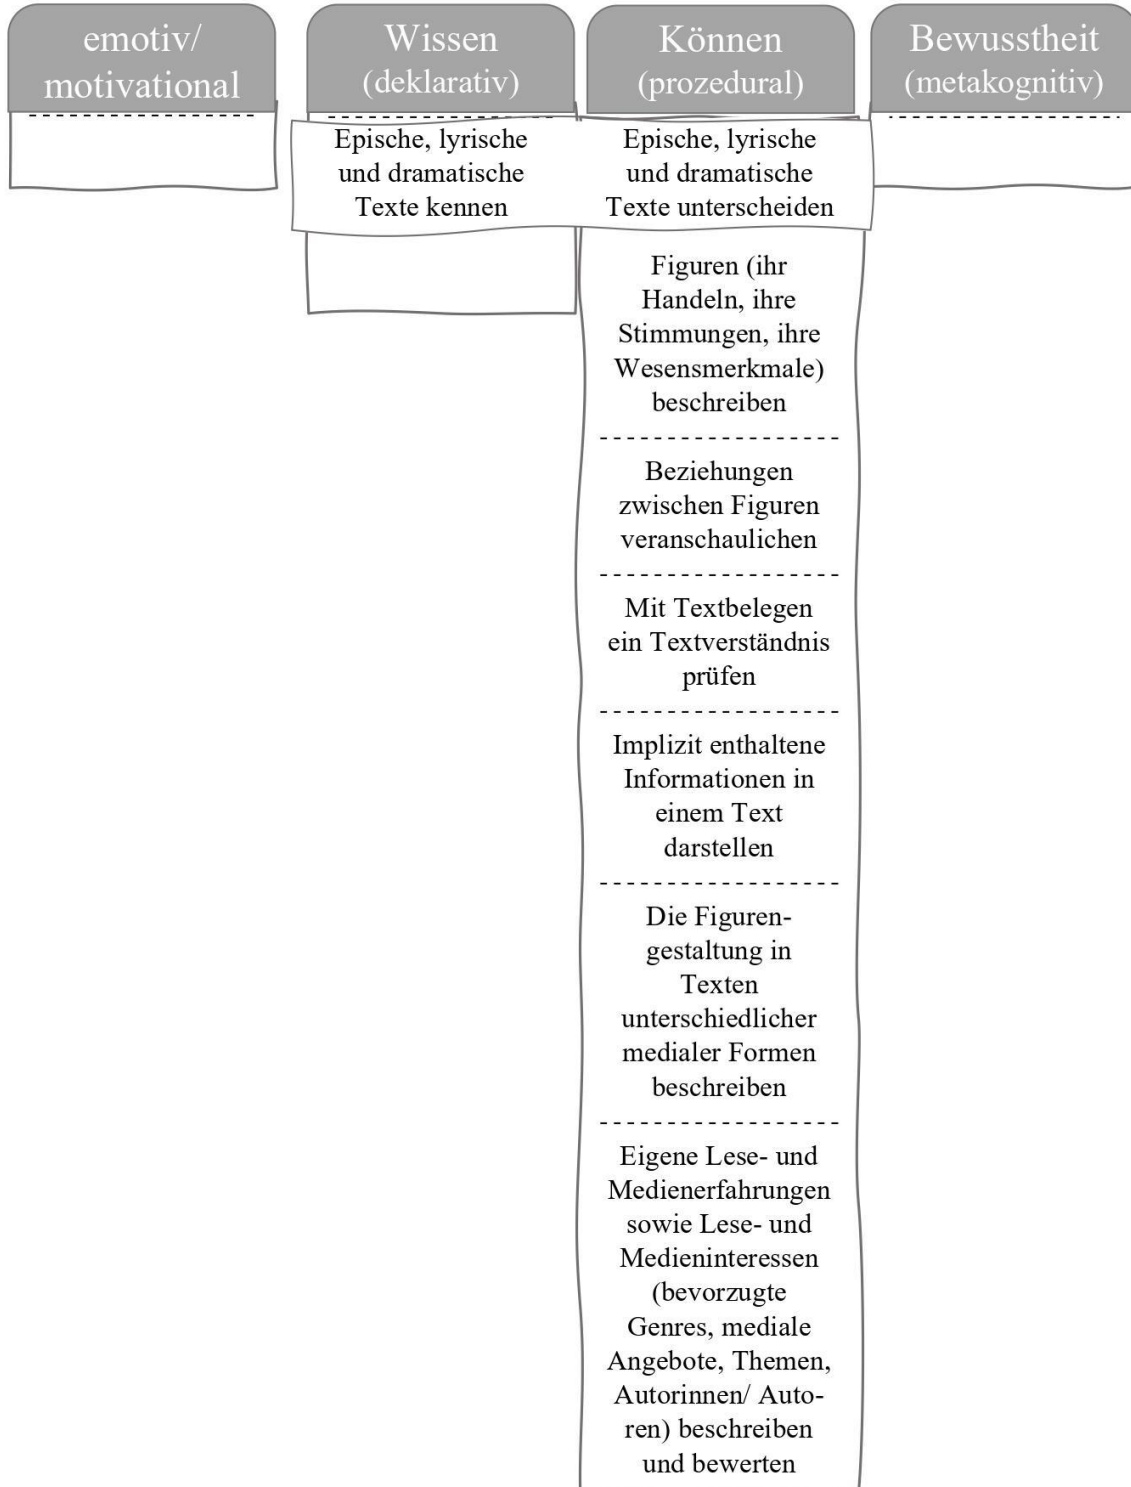 emotiv/
motivational
Wissen
(deklarativ)
Können
(prozedural)
Bewusstheit
(metakognitiv)
Epische, lyrische
und dramatische
Texte kennen
Epische, lyrische
und dramatische
Texte unterscheiden
Figuren (ihr
Handeln, ihre
Stimmungen, ihre
Wesensmerkmale)
beschreiben
Beziehungen
zwischen Figuren
veranschaulichen
Mit Textbelegen
ein Textverständnis
prüfen
Implizit enthaltene
Informationen in
einem Text
darstellen
Die Figuren-
gestaltung in
Texten
unterschiedlicher
medialer Formen
beschreiben
Eigene Lese- und
Medienerfahrungen
sowie Lese- und
Medieninteressen
(bevorzugte
Genres, mediale
Angebote, Themen,
Autorinnen/ Auto-
ren) beschreiben
und bewerten